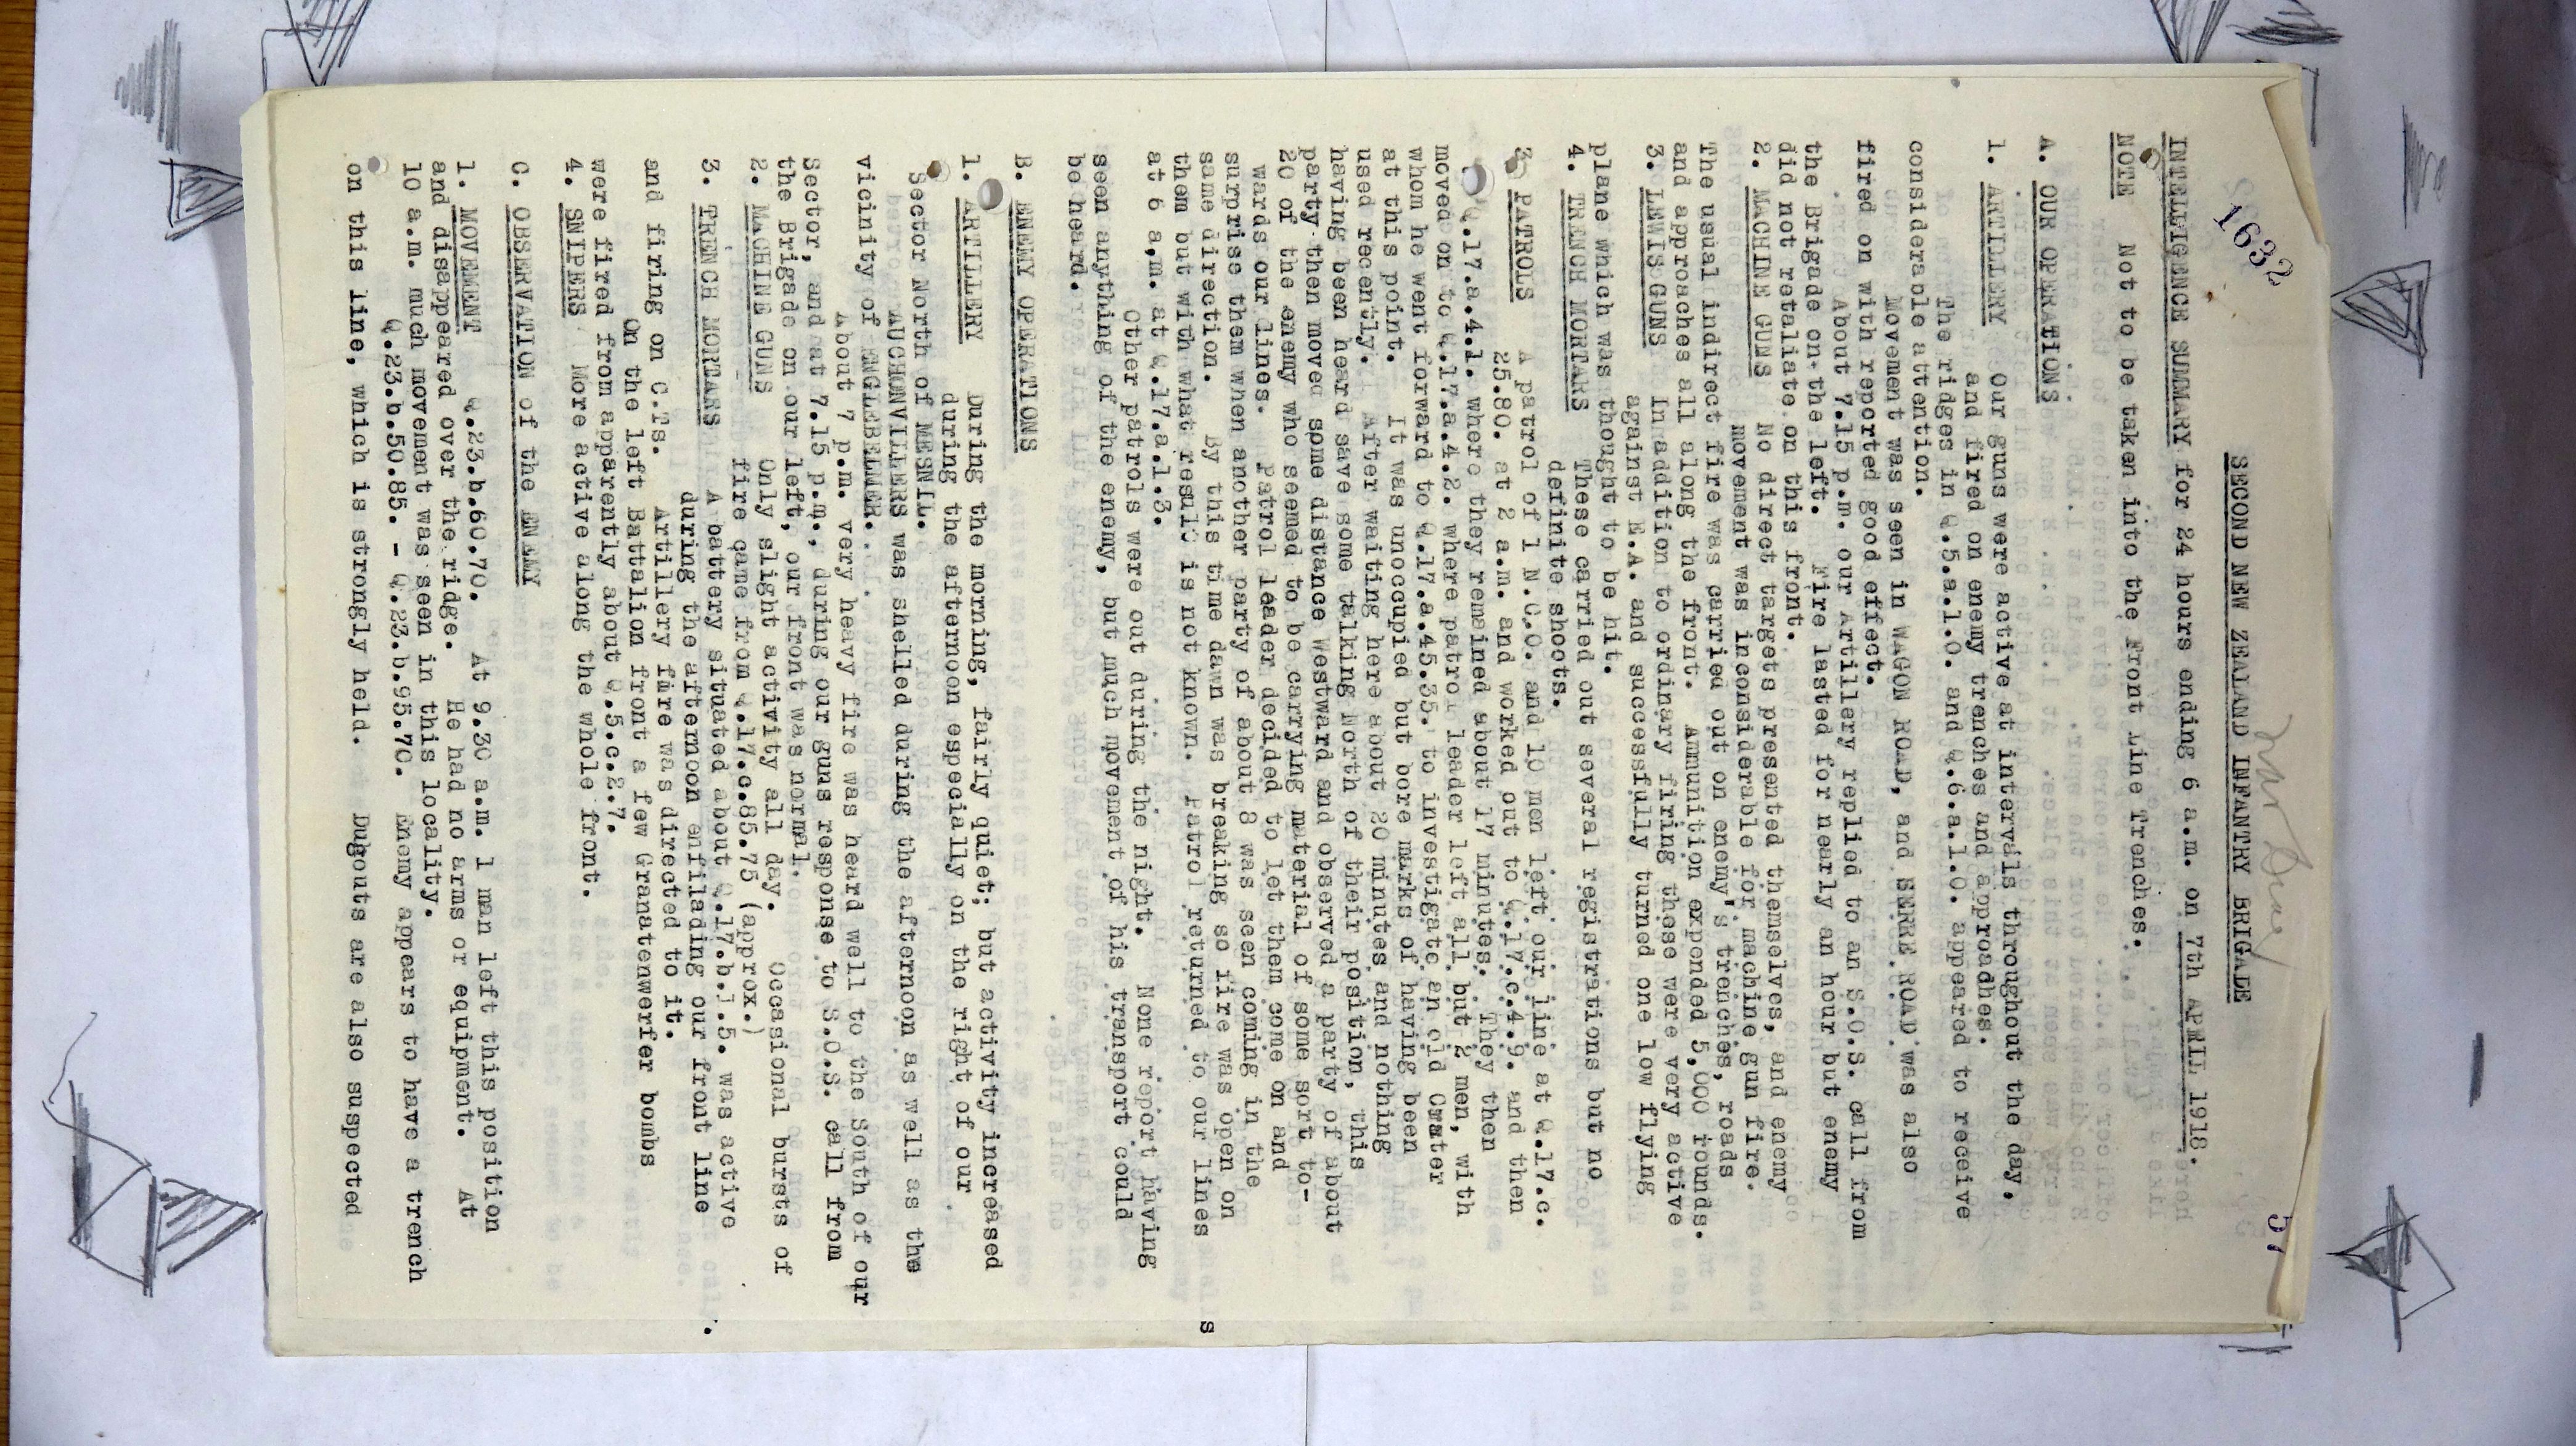 1632
War Diary
57
SECOND NEW ZEALAND INFANTRY BRIGADE
INTELLIGENCE SUMMARY for 24 hours ending 6 a.m. on 7th APRIL 1918.
NOTE Not to be taken into the Front Line Trenches.
A. OUR OPERATIONS
1. ARTILLERY Our guns were active at intervals throughout the day,
and fired on enemy trenches and approadhes.
The ridges in Q.5.a.1.0. and Q.6.a.1.0. appeared to receive
considerable attention.
Movement was seen in WAGON ROAD, and SERRE ROAD was also
fired on with reported good effect.
About 7.15 p.m. our Artillery replied to an S.O.S. call from
the Brigade on the left. Fire lasted for nearly an hour but enemy
did not retaliate on this front.
2. MACHINE GUNS No direct targets presented themselves, and enemy
movement was inconsiderable for machine gun fire.
The usual indirect fire was carried out on enemy's trenches, roads
and approaches all along the front. Ammunition expended 5,000 rounds.
3. LEWIS GUNS In addition to ordinary firing these were very active
against E.A. and successfully turned one low flying
plane which was thought to be hit.
4. TRENCH MORTARS These carried out several registrations but no
definite shoots.
3. PATROLS A patrol of 1 N.C.O. and 10 men left our line at Q.17.c.
25.80. at 2 a.m. and worked out to Q.17.c.4.9. and then
Q.17.a.4.1. where they remained about 17 minutes. They then
moved on to Q.17.a.4.2. where patrol leader left all but 2 men, with
whom he went forward to Q.17.a.45.35. to investigate an old Crater
at this point. It was unoccupied but bore marks of having been
used recently. After waiting here about 20 minutes and nothing
having been heard save some talking North of their position, this
party then moved some distance Westward and observed a party of about
20 of the enemy who seemed to be carrying material of some sort to-
wards our lines. Patrol leader decided to let them come on and
surprise them when another party of about 8 was seen coming in the
same direction. By this time dawn was breaking so fire was open on
them but with what result is not known. Patrol returned to our lines
at 6 a,m. at Q.17.a.1.3.
Other patrols were out during the night. None report having
seen anything of the enemy, but much movement of his transport could
be heard.
B. ENEMY OPERATIONS
1. ARTILLERY During the morning, fairly quiet; but activity increased
during the afternoon especially on the right of our
Sector North of MESNIL.
AUCHONVILLERS was shelled during the afternoon as well as the
vicinity of ENGLEBELMER.
About 7 p.m. very heavy fire was heard well to the South of our
Sector, and at 7.15 p.m., during our guns response to S.O.S. call from
the Brigade on our left, our front was normal.
2. MACHINE GUNS Only slight activity all day. Occasional bursts of
fire came from Q.17.c.85.75 (approx.)
3. TRENCH MORTARS A battery situated about Q.17.b.1.5. was active
during the afternoon enfilading our front line
and firing on C.Ts. Artillery fire was directed to it.
On the left Battalion front a few Granatenwerfer bombs
were fired from apparently about Q.5.c.2.7.
4. SNIPERS More active along the whole front.
C. OBSERVATION of the ENEMY
1. MOVEMENT Q.23.b.60.70. At 9.30 a.m. 1 man left this position
and disappeared over the ridge. He had no arms or equipment. At
10 a.m. much movement was seen in this locality.
Q.23.b.50.85. - Q.23.b.95.70. Enemy appears to have a trench
on this line, which is strongly held. Dugouts are also suspected